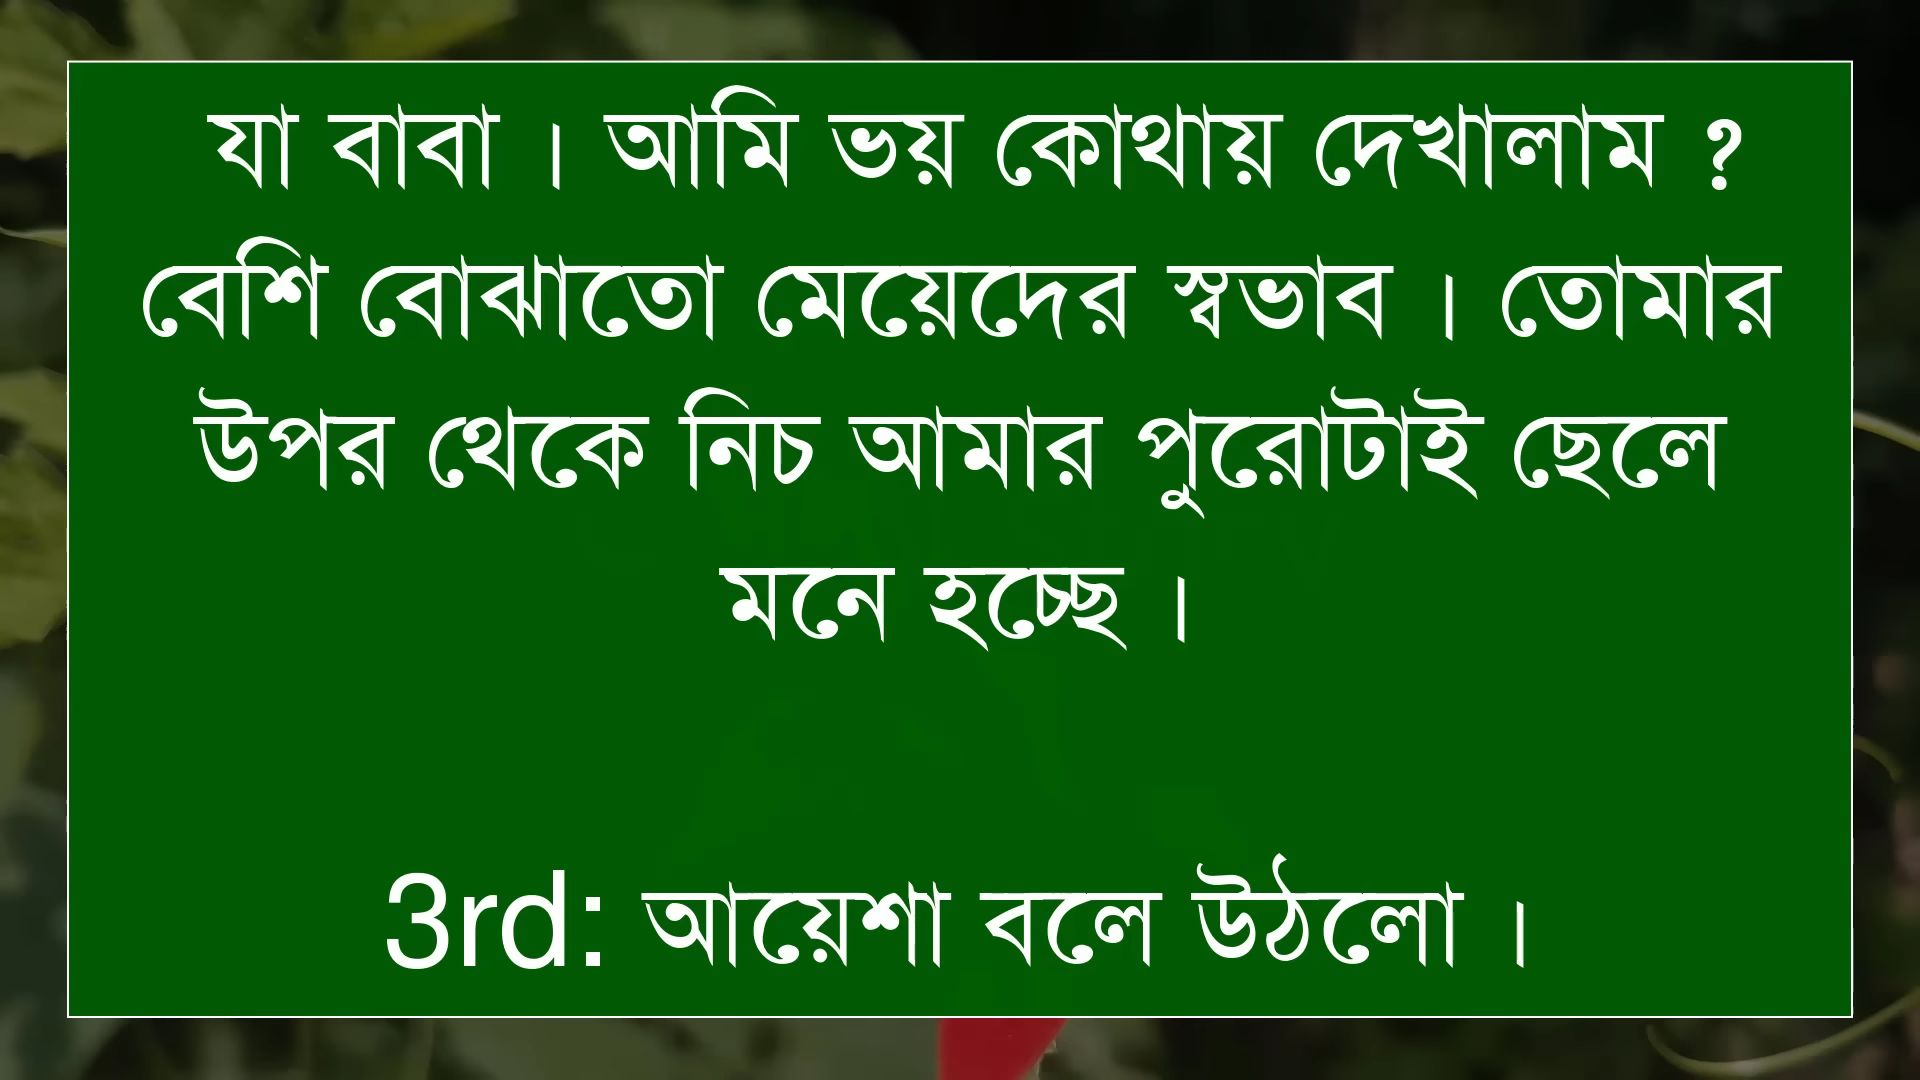 যা বাবা । আমি ভয় কোথায় দেখালাম ?
বেশি বোঝাতো মেয়েদের স্বভাব । তোমার
উপর থেকে নিচ আমার পুরোটাই ছেলে
মনে হচ্ছে ।
3rd: আয়েশা বলে উঠলো ।